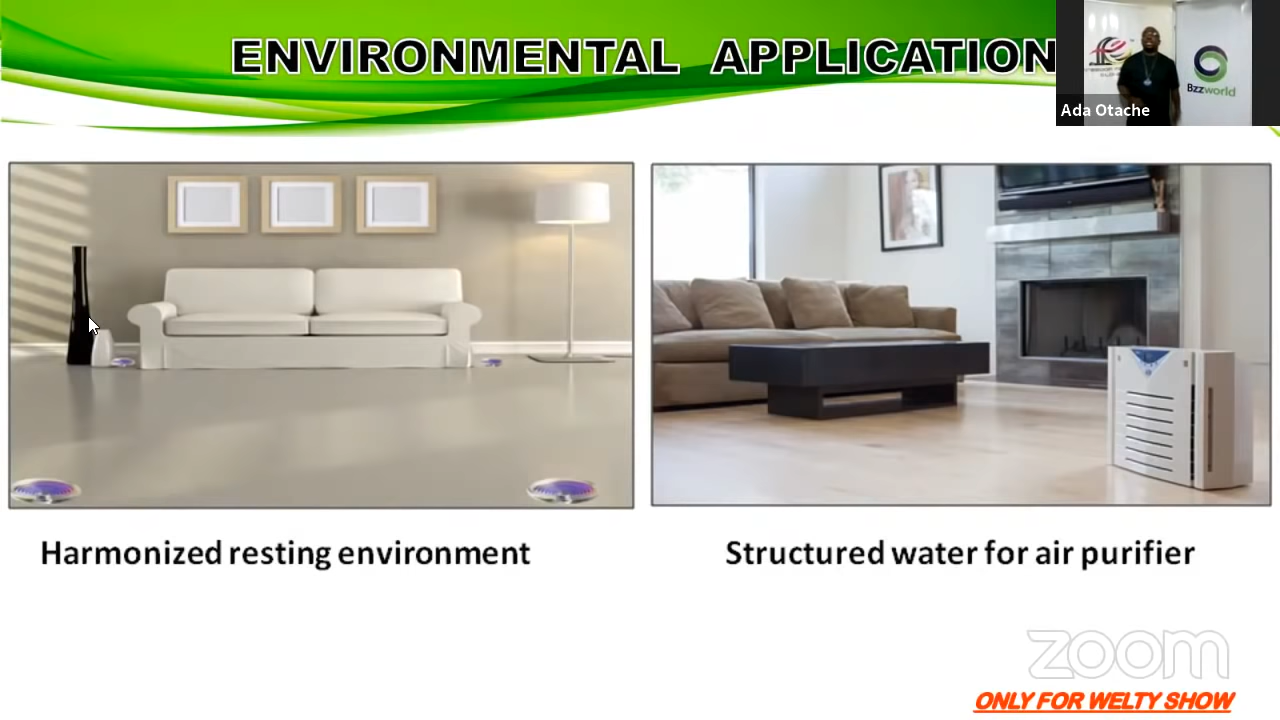 ENVIRONMENTAL APPLICATION
Bzzworld
Ada Otache
Harmonized resting environment
Structured water for air purifier
zoom
ONLY FOR WELTY SHOW